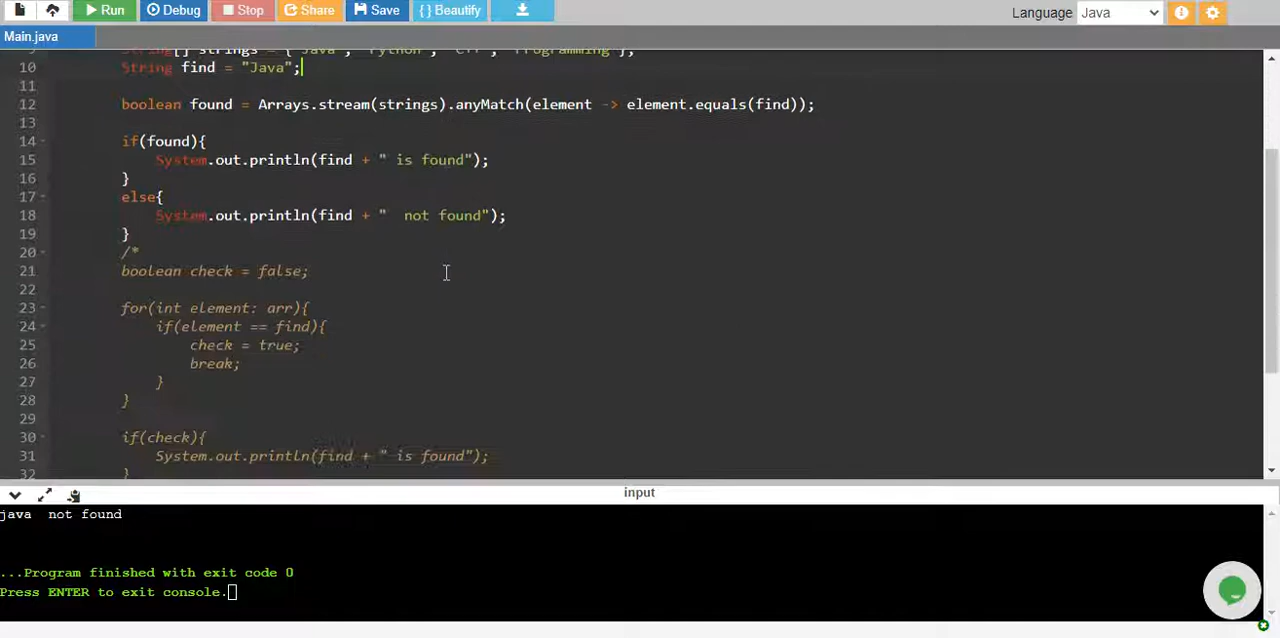 Run Debug Stop Share Save { } Beautify
Language Java
Main.java
String[] strings = {"Java", "Python", "C++", "Programming"};
10 String find = "Java";
11
12 boolean found = Arrays.stream(strings).anyMatch(element -> element.equals(find));
13
14 if(found){
15 System.out.println(find + " is found");
16 }
17 else{
18 System.out.println(find + "  not found");
19 }
20 /*
21 boolean check = false;
22
23 for(int element: arr){
24 if(element == find){
25 check = true;
26 break;
27 }
28 }
29
30 if(check){
31 System.out.println(find + " is found");
32 }
input
java  not found
...Program finished with exit code 0
Press ENTER to exit console.